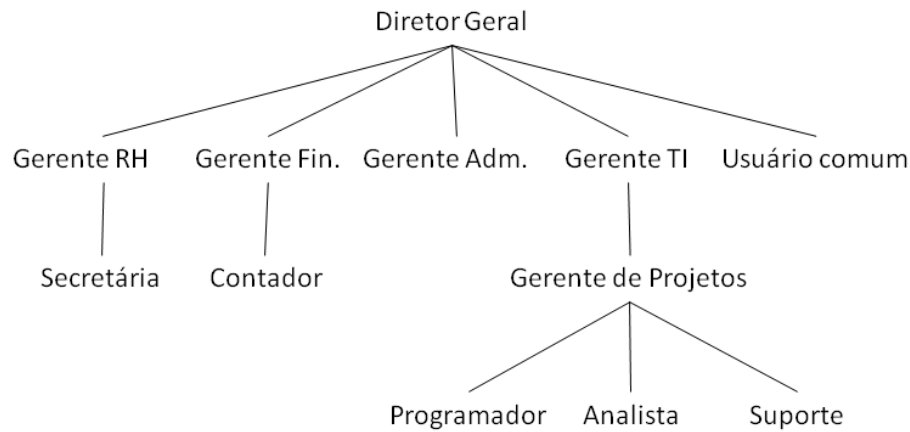 Diretor Geral
Gerente RH
Gerente Fin.
Gerente Adm.
Gerente TI
Usuário comum
Secretária
Contador
Gerente de Projetos
Programador
Analista
Suporte